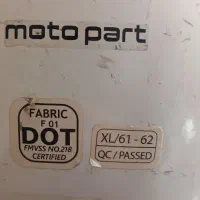 moto part
FABRIC
F 01
DOT
FMVSS NO.218
CERTIFIED
XL/61 - 62
QC / PASSED